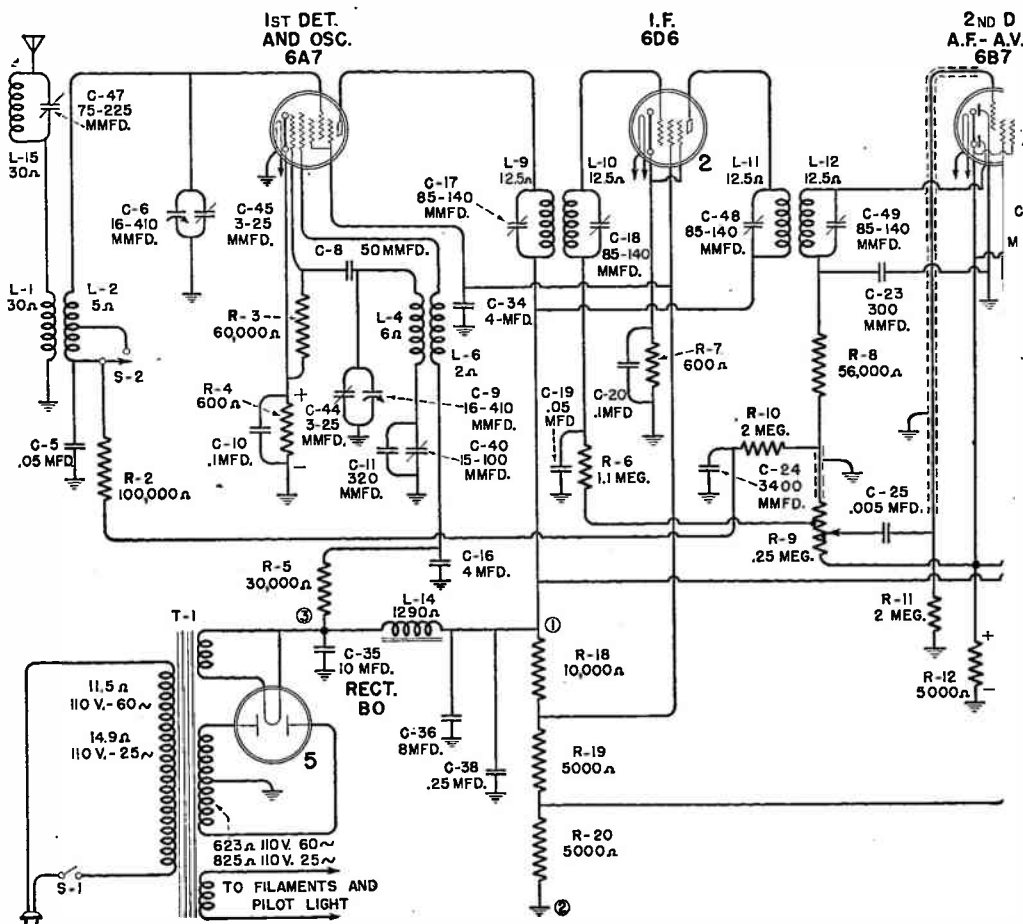 1ST DET.
AND OSC.
6A7
I.F.
6D6
2ND D
A.F.-A.V.
6B7
C-47
75-225
MMFD.
L-15
30Ω
C-6
16-410
MMFD.
C-45
3-25
MMFD.
C-8
50 MMFD.
L-9
12.5Ω
C-17
85-140
MMFD.
L-10
12.5Ω
C-18
85-140
MMFD.
2
L-11
12.5Ω
C-48
85-140
MMFD.
L-12
12.5Ω
C-49
85-140
MMFD.
C
M
L-1
30Ω
L-2
5Ω
S-2
R-3
60,000Ω
L-4
6Ω
L-6
2Ω
C-34
4-MFD.
C-23
300
MMFD.
R-7
600Ω
R-8
56,000Ω
C-5
.05 MFD.
R-2
100,000Ω
R-4
600Ω
+
−
C-10
.1MFD.
C-44
3-25
MMFD.
C-9
16-410
MMFD.
C-11
320
MMFD.
C-40
15-100
MMFD.
C-19
.05
MFD
C-20
.1MFD
R-6
1.1 MEG.
R-10
2 MEG.
C-24
3400
MMFD.
C-25
.005 MFD.
R-9
.25 MEG.
R-5
30,000Ω
C-16
4 MFD.
L-14
1290Ω
R-11
2 MEG.
+
R-12
5000Ω
−
T-1
③
①
C-35
10 MFD.
RECT.
80
R-18
10,000Ω
11.5Ω
110 V.-60~
14.9Ω
110 V.-25~
5
C-36
8MFD.
C-38
.25 MFD.
R-19
5000Ω
623Ω 110V. 60~
825Ω 110 V. 25~
R-20
5000Ω
S-1
TO FILAMENTS AND
PILOT LIGHT
②